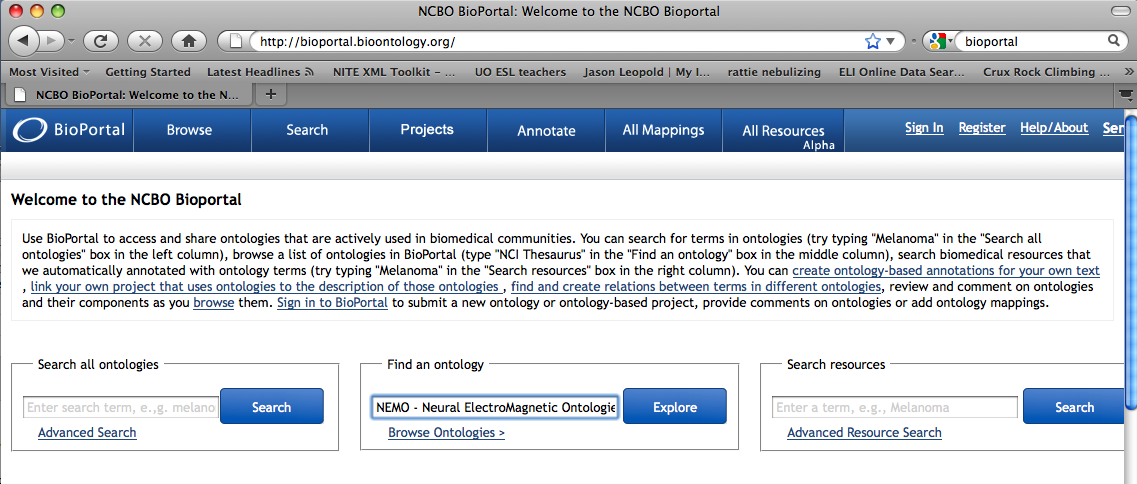 NCBO BioPortal: Welcome to the NCBO Bioportal
http://bioportal.bioontology.org/
bioportal
Most Visited Getting Started Latest Headlines NITE XML Toolkit - ... UO ESL teachers Jason Leopold | My I... rattie nebulizing ELI Online Data Sear... Crux Rock Climbing ...
NCBO BioPortal: Welcome to the N...
BioPortal Browse Search Projects Annotate All Mappings All Resources Alpha Sign In Register Help/About Ser
Welcome to the NCBO Bioportal
Use BioPortal to access and share ontologies that are actively used in biomedical communities. You can search for terms in ontologies (try typing "Melanoma" in the "Search all
ontologies" box in the left column), browse a list of ontologies in BioPortal (type "NCI Thesaurus" in the "Find an ontology" box in the middle column), search biomedical resources that
we automatically annotated with ontology terms (try typing "Melanoma" in the "Search resources" box in the right column). You can create ontology-based annotations for your own text
, link your own project that uses ontologies to the description of those ontologies , find and create relations between terms in different ontologies, review and comment on ontologies
and their components as you browse them. Sign in to BioPortal to submit a new ontology or ontology-based project, provide comments on ontologies or add ontology mappings.
Search all ontologies Find an ontology Search resources
Enter search term, e.,g. melano Search NEMO - Neural ElectroMagnetic Ontologie Explore Enter a term, e.g., Melanoma Search
Advanced Search Browse Ontologies > Advanced Resource Search